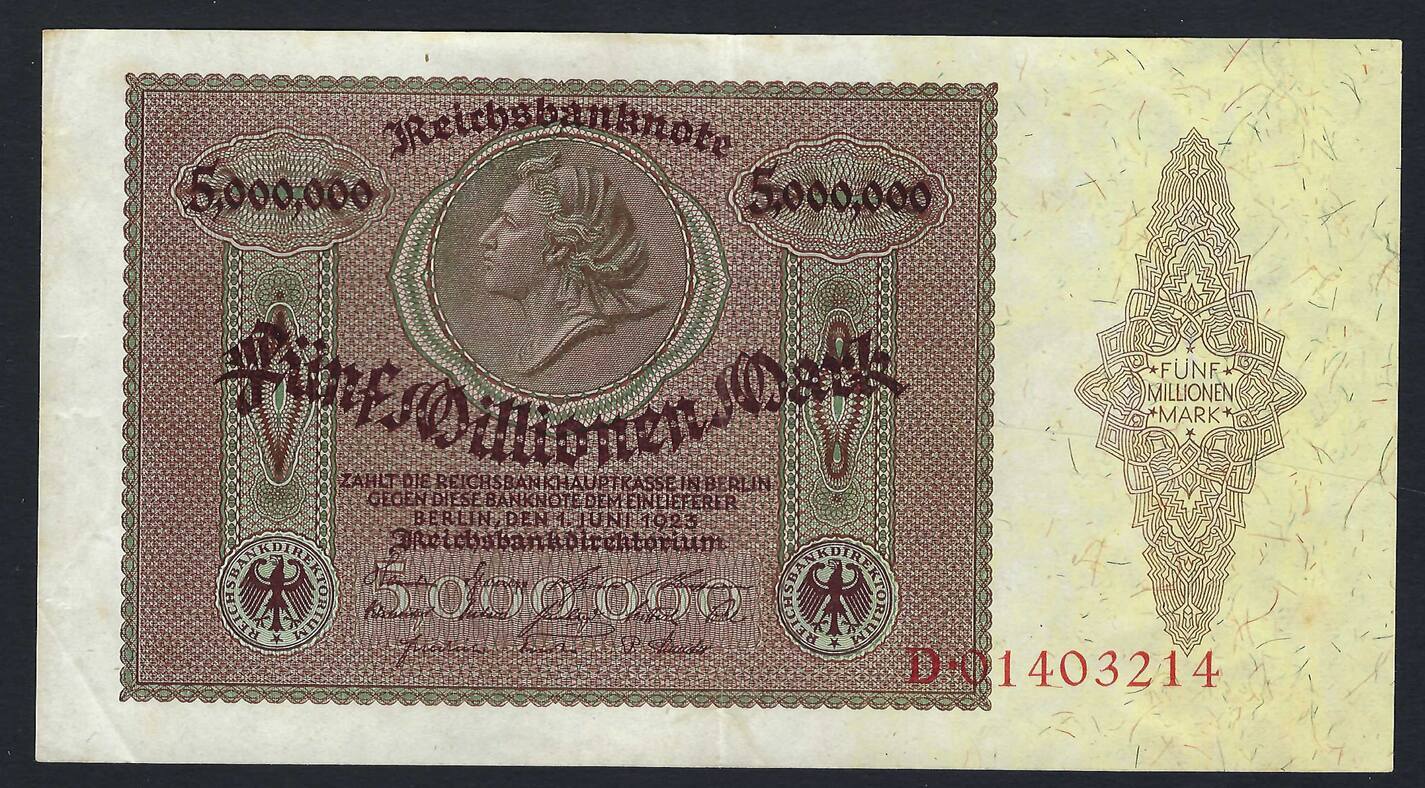 Reichsbanknote
5,000,000
5,000,000
Fünf Millionen Mark
ZAHLT DIE REICHSBANKHAUPTKASSE IN BERLIN
GEGEN DIESE BANKNOTE DEM EINLIEFERER
BERLIN, DEN 1. JUNI 1923
Reichsbankdirektorium
5000000
REICHSBANKDIREKTORIUM
REICHSBANKDIREKTORIUM
★FÜNF★
MILLIONEN
★MARK★
D·01403214